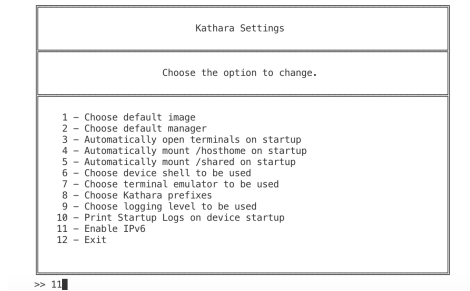 Kathara Settings
Choose the option to change.
1 – Choose default image
2 – Choose default manager
3 – Automatically open terminals on startup
4 – Automatically mount /hosthome on startup
5 – Automatically mount /shared on startup
6 – Choose device shell to be used
7 – Choose terminal emulator to be used
8 – Choose Kathara prefixes
9 – Choose logging level to be used
10 – Print Startup Logs on device startup
11 – Enable IPv6
12 – Exit
>> 11